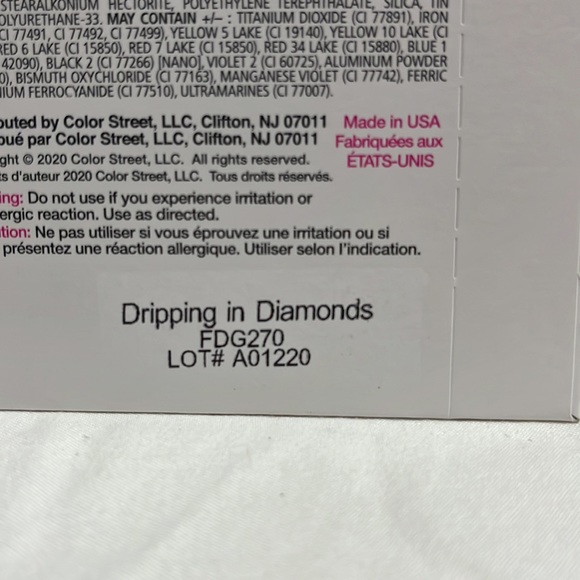 STEARALKONIUM HECTORITE, POLYETHYLENE TEREPHTHALATE, SILICA, TIN
OLYURETHANE-33. MAY CONTAIN +/– : TITANIUM DIOXIDE (CI 77891), IRON
CI 77491, CI 77492, CI 77499), YELLOW 5 LAKE (CI 19140), YELLOW 10 LAKE (CI
RED 6 LAKE (CI 15850), RED 7 LAKE (CI 15850), RED 34 LAKE (CI 15880), BLUE 1
42090), BLACK 2 (CI 77266) [NANO], VIOLET 2 (CI 60725), ALUMINUM POWDER
0), BISMUTH OXYCHLORIDE (CI 77163), MANGANESE VIOLET (CI 77742), FERRIC
IUM FERROCYANIDE (CI 77510), ULTRAMARINES (CI 77007).
outed by Color Street, LLC, Clifton, NJ 07011 Made in USA
bué par Color Street, LLC, Clifton, NJ 07011 Fabriquées aux
ght © 2020 Color Street, LLC. All rights reserved. ÉTATS-UNIS
s d'auteur 2020 Color Street, LLC. Tous droits réservés.
ing: Do not use if you experience irritation or
ergic reaction. Use as directed.
tion: Ne pas utiliser si vous éprouvez une irritation ou si
présentez une réaction allergique. Utiliser selon l'indication.
Dripping in Diamonds
FDG270
LOT# A01220